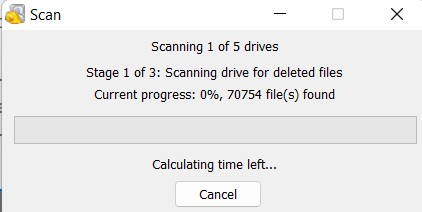 Scan
Scanning 1 of 5 drives
Stage 1 of 3: Scanning drive for deleted files
Current progress: 0%, 70754 file(s) found
Calculating time left...
Cancel